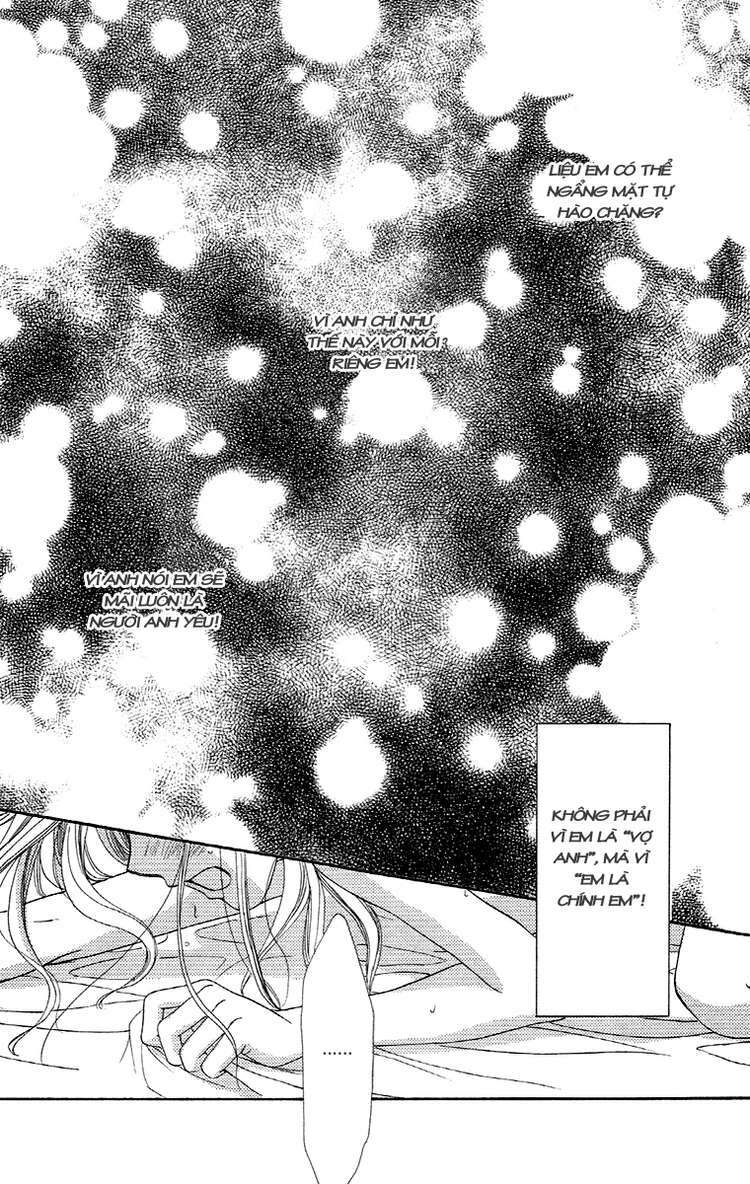 LIỆU EM CÓ THỂ
NGẨNG MẶT TỰ
HÀO CHĂNG?
VÌ ANH CHỈ NHƯ
THẾ NÀY VỚI MỖI
RIÊNG EM!
VÌ ANH NÓI EM SẼ
MÃI LUÔN LÀ
NGƯỜI ANH YÊU!
KHÔNG PHẢI
VÌ EM LÀ “VỢ
ANH”, MÀ VÌ
“EM LÀ
CHÍNH EM”!
......